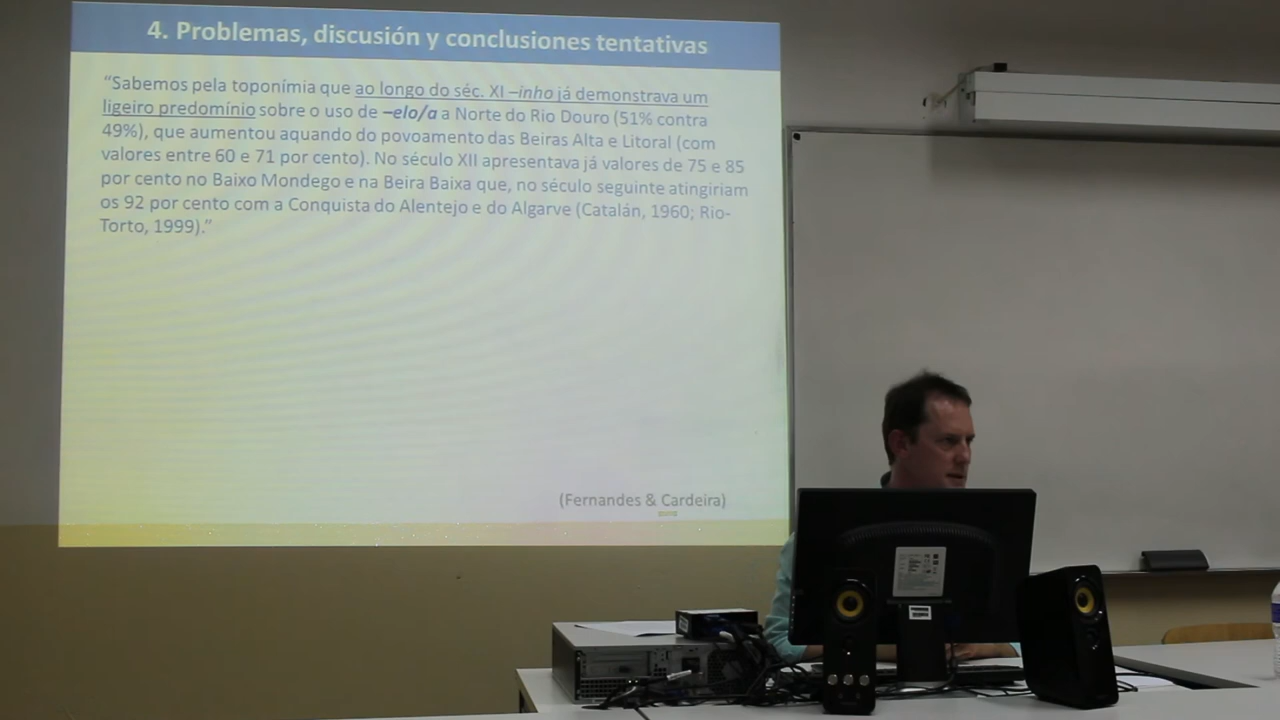 4. Problemas, discusión y conclusiones tentativas
“Sabemos pela toponímia que ao longo do séc. XI –inho já demonstrava um
ligeiro predomínio sobre o uso de –elo/a a Norte do Rio Douro (51% contra
49%), que aumentou aquando do povoamento das Beiras Alta e Litoral (com
valores entre 60 e 71 por cento). No século XII apresentava já valores de 75 e 85
por cento no Baixo Mondego e na Beira Baixa que, no século seguinte atingiriam
os 92 por cento com a Conquista do Alentejo e do Algarve (Catalán, 1960; Rio-
Torto, 1999).”
(Fernandes & Cardeira)